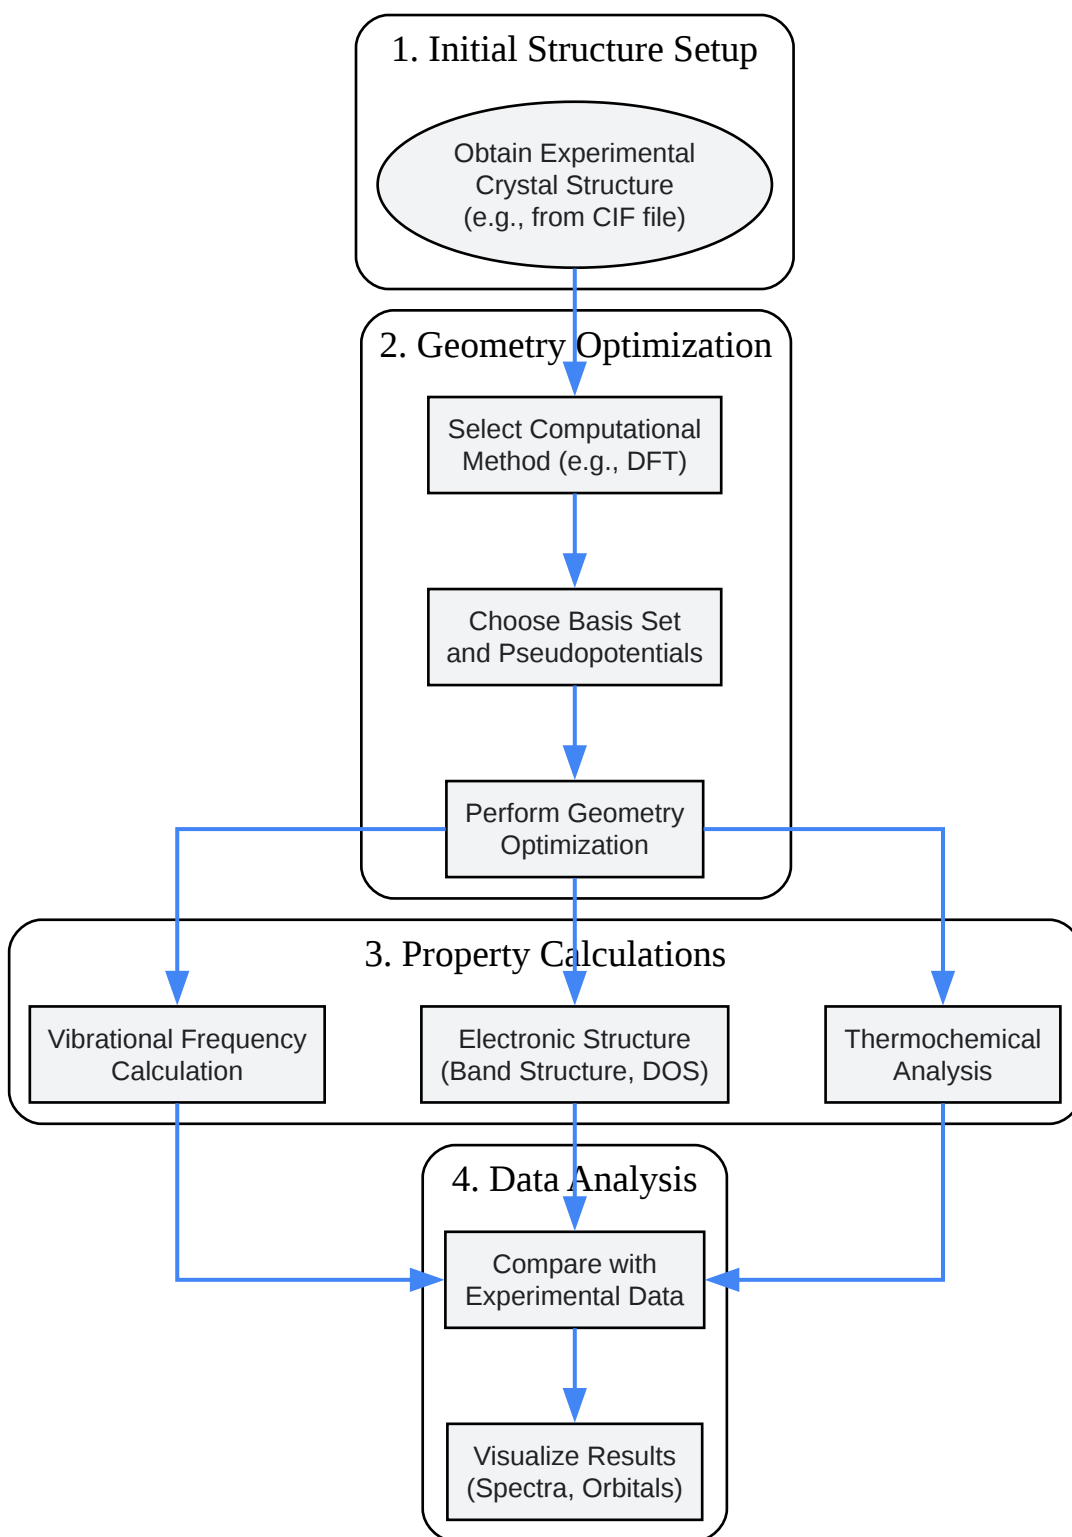 1. Initial Structure Setup
Obtain Experimental
Crystal Structure
(e.g., from CIF file)
2. Geometry Optimization
Select Computational
Method (e.g., DFT)
Choose Basis Set
and Pseudopotentials
Perform Geometry
Optimization
3. Property Calculations
Vibrational Frequency
Calculation
Electronic Structure
(Band Structure, DOS)
Thermochemical
Analysis
4. Data Analysis
Compare with
Experimental Data
Visualize Results
(Spectra, Orbitals)